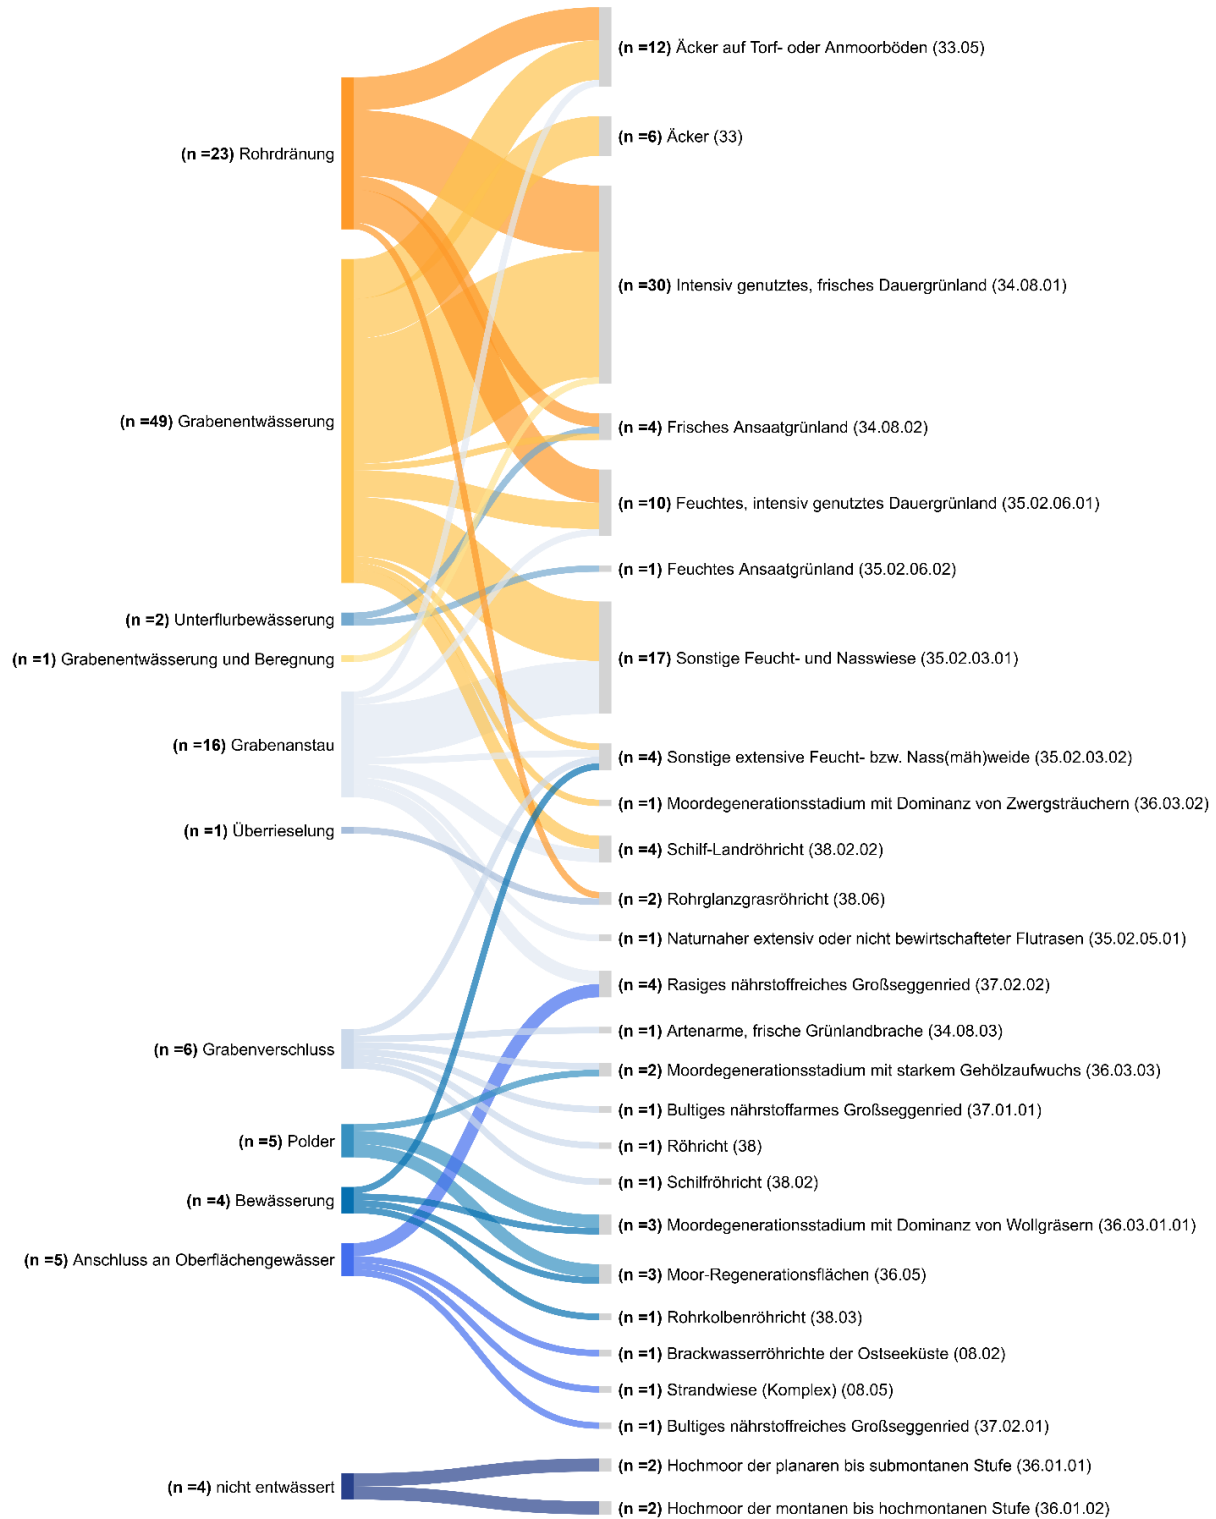 (n =23) Rohrdränung
(n =49) Grabenentwässerung
(n =2) Unterflurbewässerung
(n =1) Grabenentwässerung und Beregnung
(n =16) Grabenanstau
(n =1) Überrieselung
(n =6) Grabenverschluss
(n =5) Polder
(n =4) Bewässerung
(n =5) Anschluss an Oberflächengewässer
(n =4) nicht entwässert
(n =12) Äcker auf Torf- oder Anmoorböden (33.05)
(n =6) Äcker (33)
(n =30) Intensiv genutztes, frisches Dauergrünland (34.08.01)
(n =4) Frisches Ansaatgrünland (34.08.02)
(n =10) Feuchtes, intensiv genutztes Dauergrünland (35.02.06.01)
(n =1) Feuchtes Ansaatgrünland (35.02.06.02)
(n =17) Sonstige Feucht- und Nasswiese (35.02.03.01)
(n =4) Sonstige extensive Feucht- bzw. Nass(mäh)weide (35.02.03.02)
(n =1) Moordegenerationsstadium mit Dominanz von Zwergsträuchern (36.03.02)
(n =4) Schilf-Landröhricht (38.02.02)
(n =2) Rohrglanzgrasröhricht (38.06)
(n =1) Naturnaher extensiv oder nicht bewirtschafteter Flutrasen (35.02.05.01)
(n =4) Rasiges nährstoffreiches Großseggenried (37.02.02)
(n =1) Artenarme, frische Grünlandbrache (34.08.03)
(n =2) Moordegenerationsstadium mit starkem Gehölzaufwuchs (36.03.03)
(n =1) Bultiges nährstoffarmes Großseggenried (37.01.01)
(n =1) Röhricht (38)
(n =1) Schilfröhricht (38.02)
(n =3) Moordegenerationsstadium mit Dominanz von Wollgräsern (36.03.01.01)
(n =3) Moor-Regenerationsflächen (36.05)
(n =1) Rohrkolbenröhricht (38.03)
(n =1) Brackwasserröhrichte der Ostseeküste (08.02)
(n =1) Strandwiese (Komplex) (08.05)
(n =1) Bultiges nährstoffreiches Großseggenried (37.02.01)
(n =2) Hochmoor der planaren bis submontanen Stufe (36.01.01)
(n =2) Hochmoor der montanen bis hochmontanen Stufe (36.01.02)